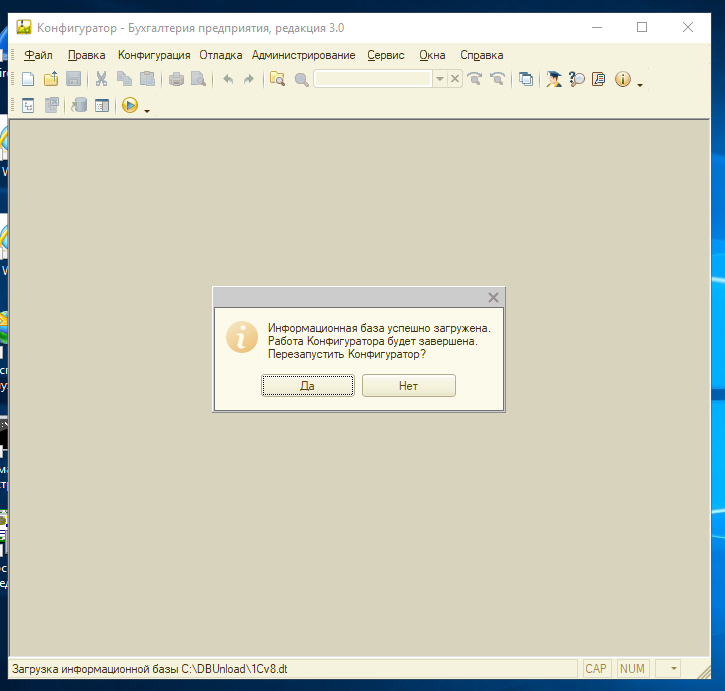 Конфигуратор - Бухгалтерия предприятия, редакция 3.0
Файл Правка Конфигурация Отладка Администрирование Сервис Окна Справка
Информационная база успешно загружена.
Работа Конфигуратора будет завершена.
Перезапустить Конфигуратор?
Да Нет
Загрузка информационной базы C:\DBUnload\1Cv8.dt CAP NUM